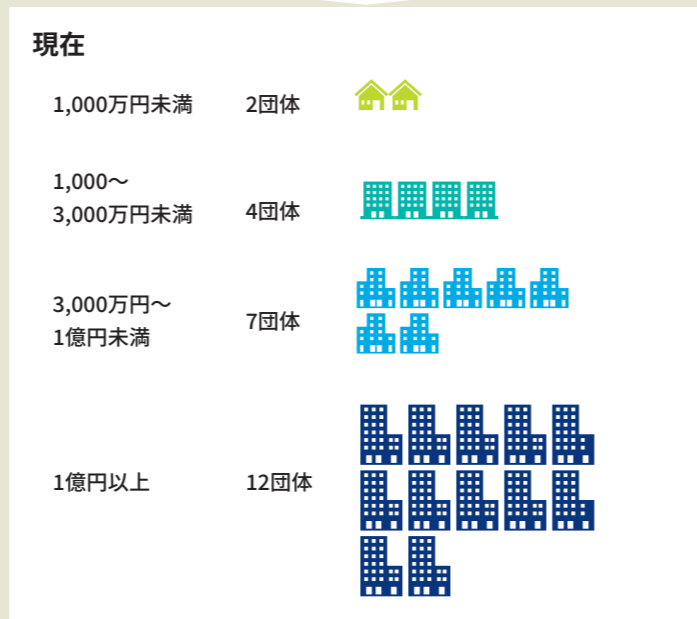 現在
1,000万円未満 2団体
1,000〜
3,000万円未満 4団体
3,000万円〜
1億円未満
7団体
1億円以上 12団体